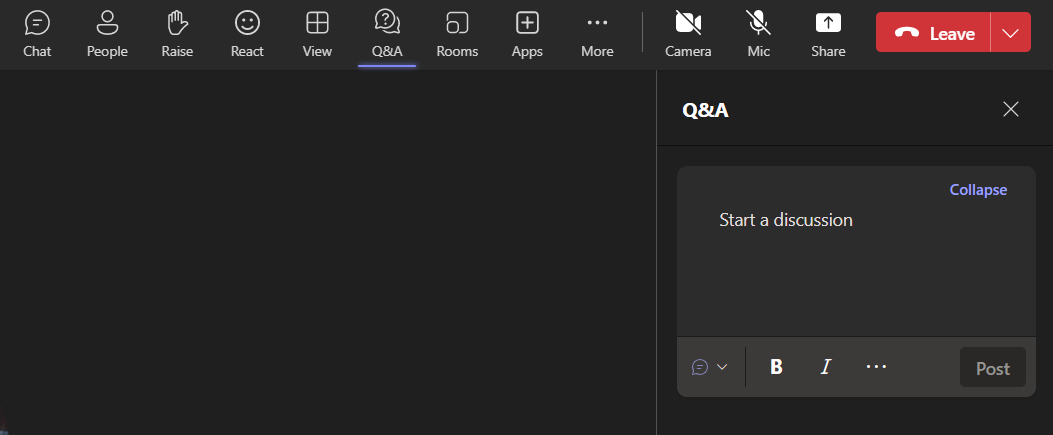 Chat People Raise React View Q&A Rooms Apps More Camera Mic Share Leave
Q&A
Collapse
Start a discussion
B I Post